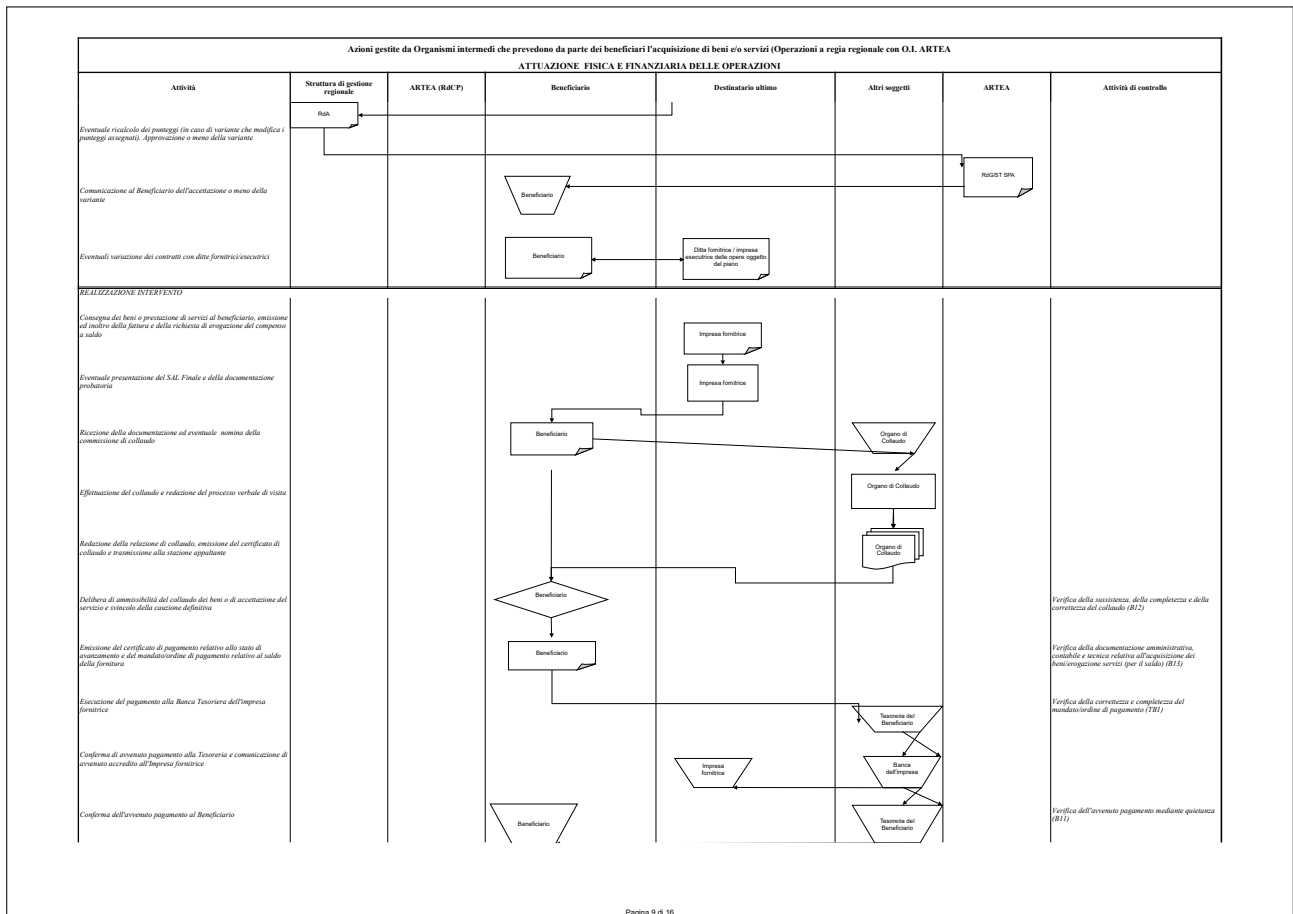 Azioni gestite da Organismi intermedi che prevedono da parte dei beneficiari l'acquisizione di beni e/o servizi (Operazioni a regia regionale con O.I. ARTEA
ATTUAZIONE FISICA E FINANZIARIA DELLE OPERAZIONI
Attività
Struttura di gestione
regionale
ARTEA (RdCP)
Beneficiario
Destinatario ultimo
Altri soggetti
ARTEA
Attività di controllo
RdA
Eventuale ricalcolo dei punteggi (in caso di variante che modifica i
punteggi assegnati). Approvazione o meno della variante
RdG/ST SPA
Comunicazione al Beneficiario dell'accettazione o meno della
variante
Beneficiario
Eventuali variazione dei contratti con ditte fornitrici/esecutrici
Beneficiario
Ditta fornitrice / impresa
esecutrice delle opere oggetto
del piano
REALIZZAZIONE INTERVENTO
Consegna dei beni o prestazione di servizi al beneficiario, emissione
ed inoltro della fattura e della richiesta di erogazione del compenso
a saldo
Impresa fornitrice
Eventuale presentazione del SAL Finale e della documentazione
probatoria
Impresa fornitrice
Ricezione della documentazione ed eventuale nomina della
commissione di collaudo
Beneficiario
Organo di
Collaudo
Effettuazione del collaudo e redazione del processo verbale di visita
Organo di Collaudo
Redazione della relazione di collaudo, emissione del certificato di
collaudo e trasmissione alla stazione appaltante
Organo di
Collaudo
Delibera di ammissibilità del collaudo dei beni o di accettazione del
servizio e svincolo della cauzione definitiva
Beneficiario
Verifica della sussistenza, della completezza e della
correttezza del collaudo (B12)
Emissione del certificato di pagamento relativo allo stato di
avanzamento e del mandato/ordine di pagamento relativo al saldo
della fornitura
Beneficiario
Verifica della documentazione amministrativa,
contabile e tecnica relativa all'acquisizione dei
beni/erogazione servizi (per il saldo) (B13)
Esecuzione del pagamento alla Banca Tesoriera dell'impresa
fornitrice
Tesoreria del
Beneficiario
Verifica della correttezza e completezza del
mandato/ordine di pagamento (TB1)
Conferma di avvenuto pagamento alla Tesoreria e comunicazione di
avvenuto accredito all'Impresa fornitrice
Impresa
fornitrice
Banca
dell'impresa
Conferma dell'avvenuto pagamento al Beneficiario
Beneficiario
Tesoreria del
Beneficiario
Verifica dell'avvenuto pagamento mediante quietanza
(B11)
Pagina 9 di 16